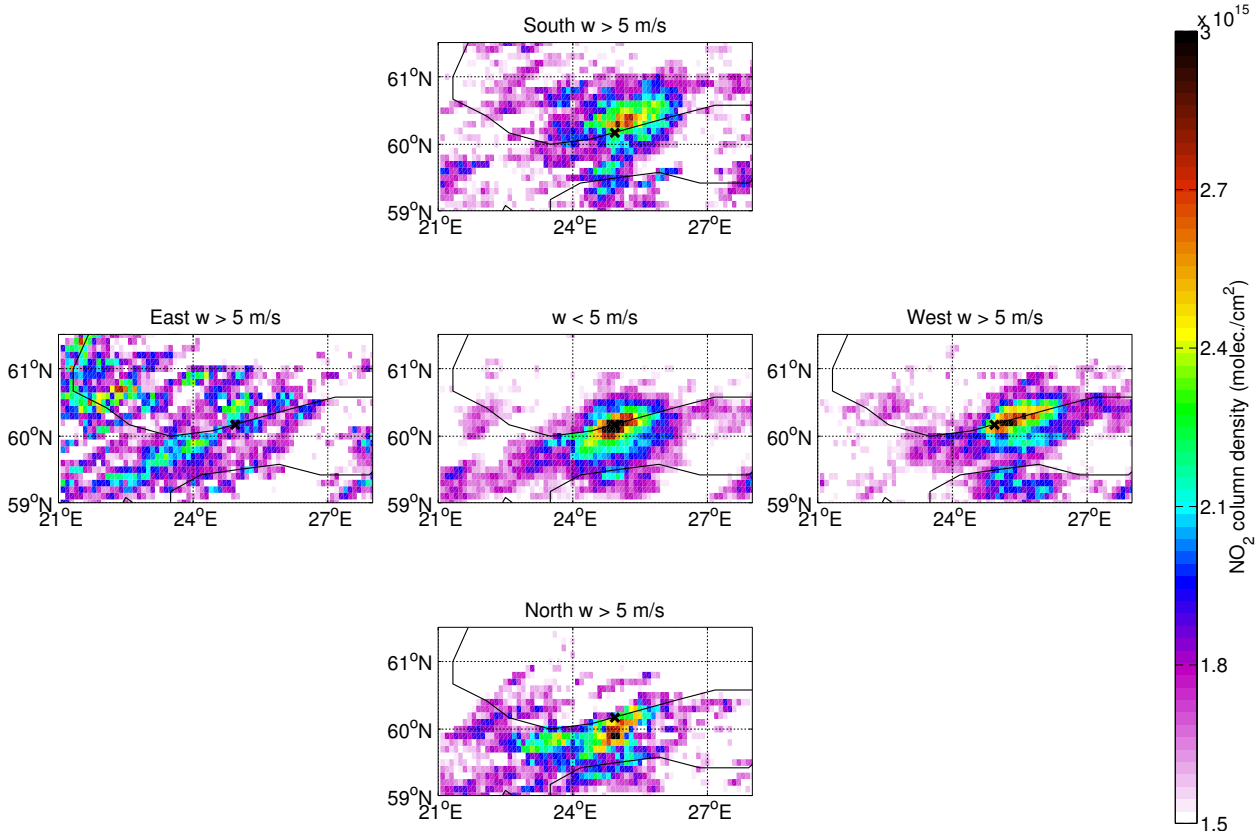 x 10¹⁵
South w > 5 m/s
61°N
60°N
59°N
21°E 24°E 27°E
East w > 5 m/s
61°N
60°N
59°N
21°E 24°E 27°E
w < 5 m/s
61°N
60°N
59°N
21°E 24°E 27°E
West w > 5 m/s
61°N
60°N
59°N
21°E 24°E 27°E
North w > 5 m/s
61°N
60°N
59°N
21°E 24°E 27°E
3
2.7
2.4
2.1
1.8
1.5
NO₂ column density (molec./cm²)